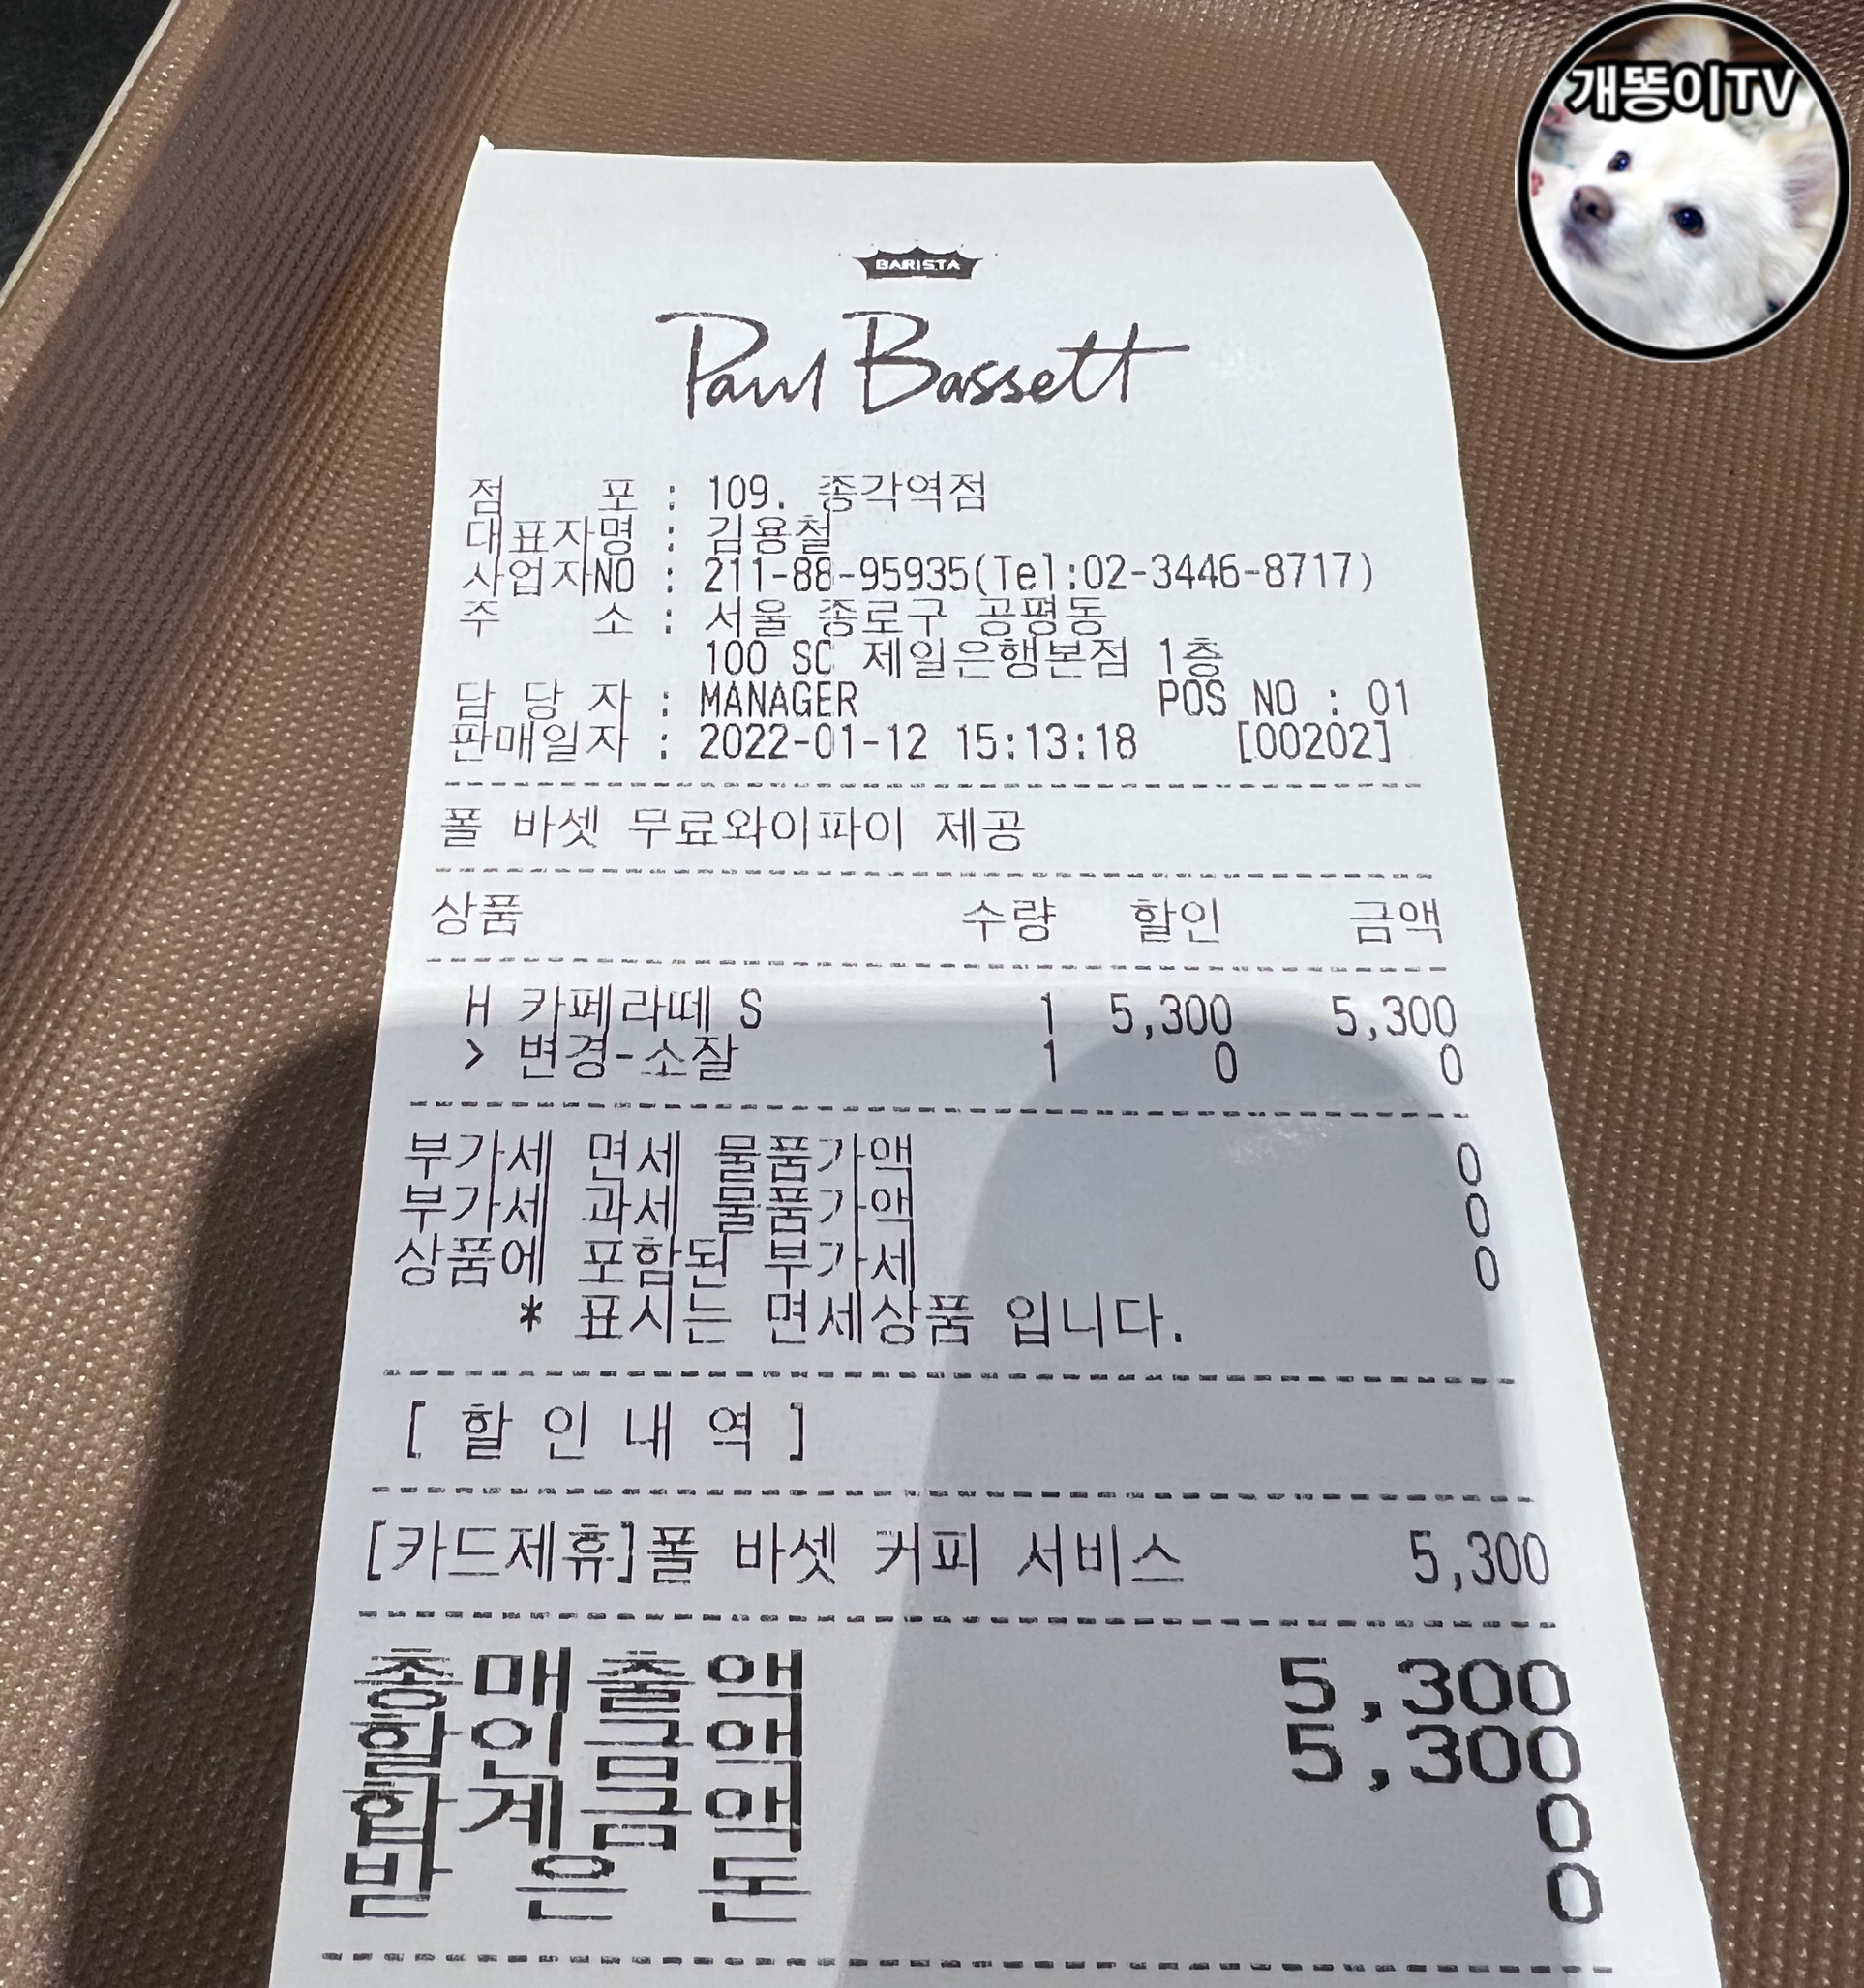 개똥이TV
BARISTA
Paul Bassett
점 포 : 109. 종각역점
대표자명 : 김용철
사업자NO : 211-88-95935(Tel:02-3446-8717)
주 소 : 서울 종로구 공평동
100 SC 제일은행본점 1층
담 당 자 : MANAGER POS NO : 01
판매일자 : 2022-01-12 15:13:18 [00202]
폴 바셋 무료와이파이 제공
상품 수량 할인 금액
H 카페라떼 S 1 5,300 5,300
> 변경-소잘 1 0 0
부가세 면세 물품가액 0
부가세 과세 물품가액 0
상품에 포함된 부가세 0
* 표시는 면세상품 입니다.
[ 할 인 내 역 ]
[카드제휴]폴 바셋 커피 서비스 5,300
총매출액 5,300
할인금액 5,300
합계금액 0
받 은 돈 0